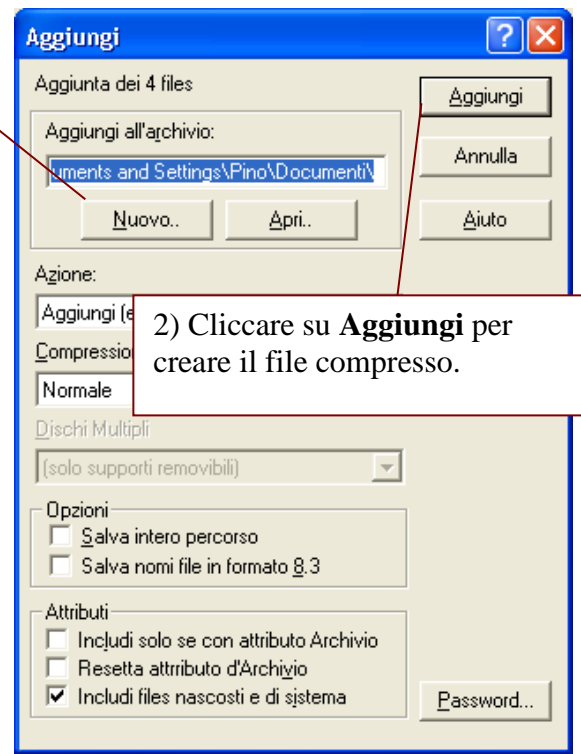 Aggiungi
Aggiunta dei 4 files
Aggiungi
Aggiungi all'archivio:
Annulla
uments and Settings\Pino\Documenti\
Nuovo..
Apri..
Aiuto
Azione:
Aggiungi (e
2) Cliccare su Aggiungi per
creare il file compresso.
Compression
Normale
Dischi Multipli
(solo supporti removibili)
Opzioni
Salva intero percorso
Salva nomi file in formato 8.3
Attributi
Includi solo se con attributo Archivio
Resetta attrributo d'Archivio
Includi files nascosti e di sistema
Password...